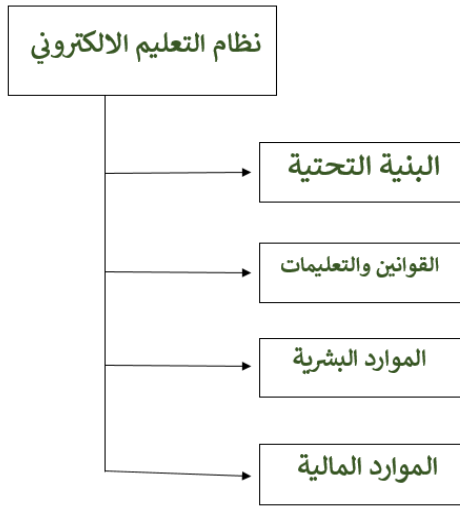 نظام التعليم الالكتروني
البنية التحتية
القوانين والتعليمات
الموارد البشرية
الموارد المالية